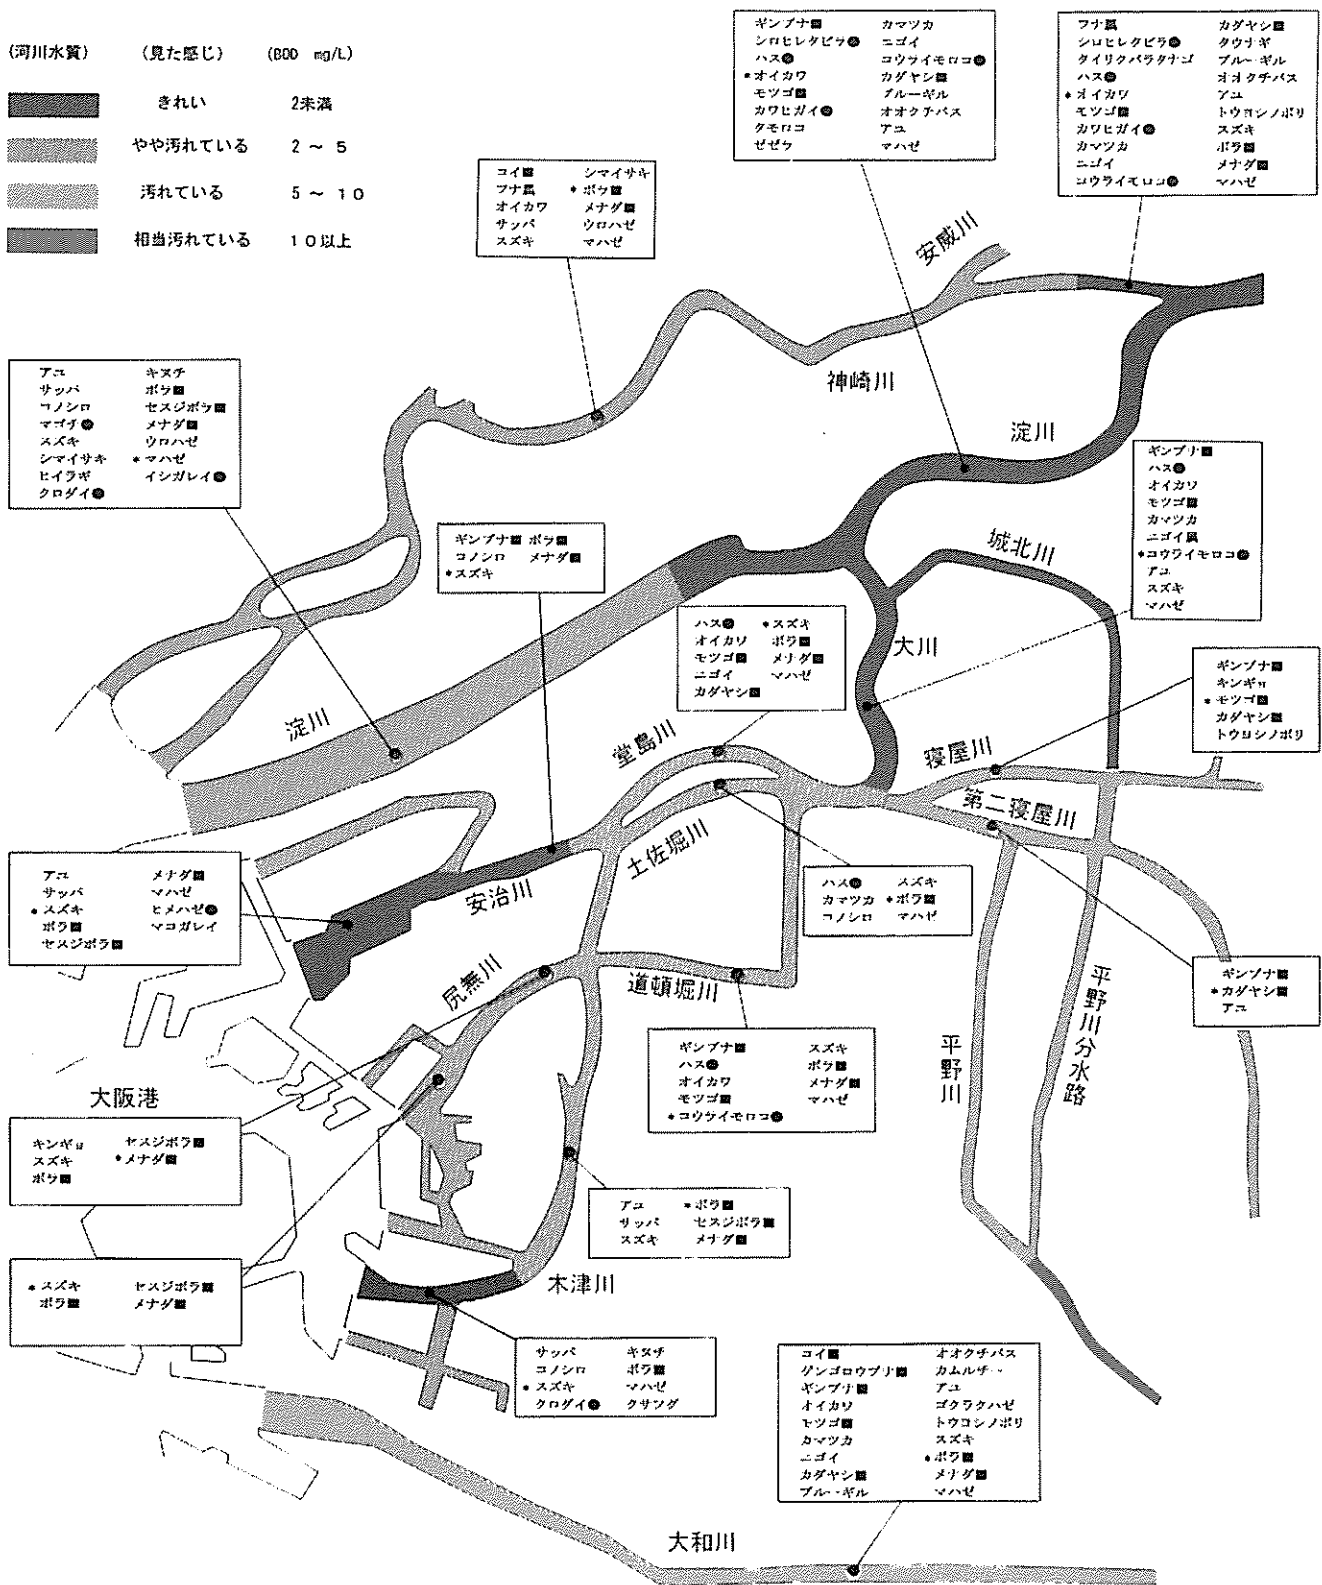 (河川水質) (見た感じ) (BOD mg/L)
きれい 2未満
やや汚れている 2 ～ 5
汚れている 5 ～ 10
相当汚れている 10以上
ギンブナ■ カマツカ
シロヒレタビラ● ニゴイ
ハス● コウライモロコ●
*オイカワ カダヤシ■
モツゴ■ ブルーギル
カワヒガイ● オオクチバス
タモロコ アユ
ゼゼラ マハゼ
フナ属 カダヤシ■
シロヒレタビラ● タウナギ
タイリクバラタナゴ ブルーギル
ハス● オオクチバス
*オイカワ アユ
モツゴ■ トウヨシノボリ
カワヒガイ● スズキ
カマツカ ボラ■
ニゴイ メナダ■
コウライモロコ● マハゼ
コイ■ シマイサキ
フナ属 *ボラ■
オイカワ メナダ■
サッパ ウロハゼ
スズキ マハゼ
安威川
神崎川
淀川
アユ キヌチ
サッパ ボラ■
コノシロ セスジボラ■
マゴチ● メナダ■
スズキ ウロハゼ
シマイサキ *マハゼ
ヒイラギ イシガレイ●
クロダイ●
ギンブナ■
ハス●
オイカワ
モツゴ■
カマツカ
ニゴイ属
*コウライモロコ●
アユ
スズキ
マハゼ
ギンブナ■ ボラ■
コノシロ メナダ■
*スズキ
城北川
ハス● *スズキ
オイカワ ボラ■
モツゴ■ メナダ■
ニゴイ マハゼ
カダヤシ■
大川
ギンブナ■
キンギョ
*モツゴ■
カダヤシ■
トウヨシノボリ
淀川
堂島川
寝屋川
第二寝屋川
土佐堀川
安治川
アユ メナダ■
サッパ マハゼ
*スズキ ヒメハゼ●
ボラ■ マコガレイ
セスジボラ■
ハス● スズキ
カマツカ *ボラ■
コノシロ マハゼ
尻無川
道頓堀川
ギンブナ■
*カダヤシ■
アユ
平野川
平野川分水路
ギンブナ■ スズキ
ハス● ボラ■
オイカワ メナダ■
モツゴ■ マハゼ
*コウライモロコ●
大阪港
キンギョ セスジボラ■
スズキ *メナダ■
ボラ■
アユ *ボラ■
サッパ セスジボラ■
スズキ メナダ■
*スズキ セスジボラ■
ボラ■ メナダ■
木津川
サッパ キヌチ
コノシロ ボラ■
*スズキ マハゼ
クロダイ● クサフグ
コイ■ オオクチバス
ゲンゴロウブナ■ カムルチー
ギンブナ■ アユ
オイカワ ゴクラクハゼ
モツゴ■ トウヨシノボリ
カマツカ スズキ
ニゴイ *ボラ■
カダヤシ■ メナダ■
ブルーギル マハゼ
大和川